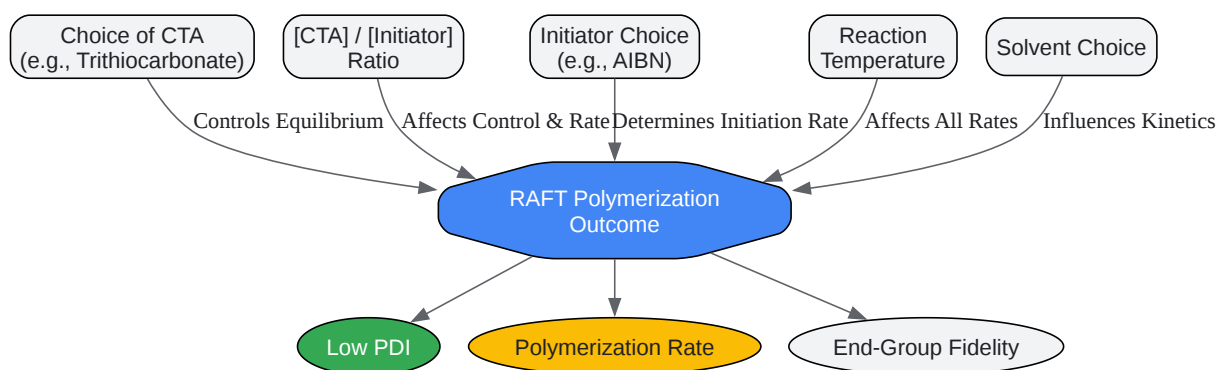 Choice of CTA
(e.g., Trithiocarbonate)
[CTA] / [Initiator]
Ratio
Initiator Choice
(e.g., AIBN)
Reaction
Temperature
Solvent Choice
Controls Equilibrium
Affects Control & Rate
Determines Initiation Rate
Affects All Rates
Influences Kinetics
RAFT Polymerization
Outcome
Low PDI
Polymerization Rate
End-Group Fidelity